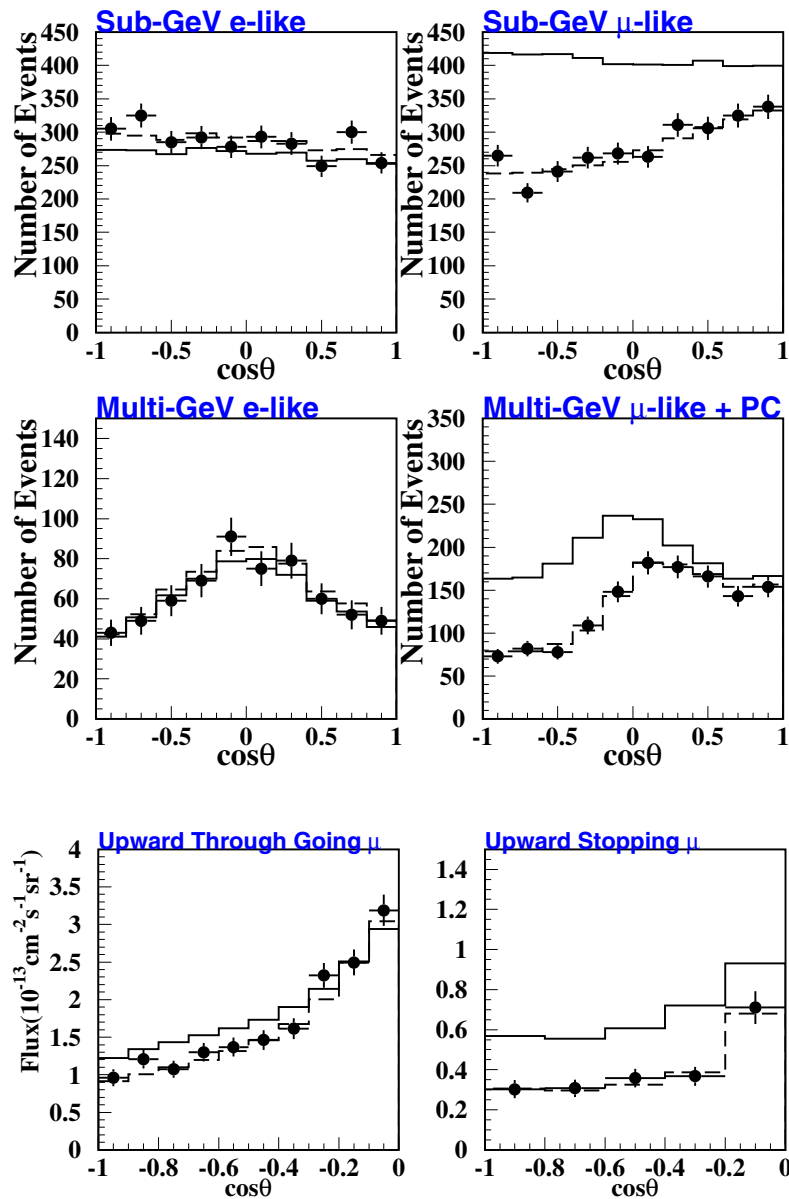 Sub-GeV e-like
Number of Events
450
400
350
300
250
200
150
100
50
0
-1 -0.5 0 0.5 1
cosθ
Sub-GeV μ-like
Number of Events
450
400
350
300
250
200
150
100
50
0
-1 -0.5 0 0.5 1
cosθ
Multi-GeV e-like
Number of Events
140
120
100
80
60
40
20
0
-1 -0.5 0 0.5 1
cosθ
Multi-GeV μ-like + PC
Number of Events
350
300
250
200
150
100
50
0
-1 -0.5 0 0.5 1
cosθ
Upward Through Going μ
Flux(10⁻¹³cm⁻²s⁻¹sr⁻¹)
4
3.5
3
2.5
2
1.5
1
0.5
0
-1 -0.8 -0.6 -0.4 -0.2 0
cosθ
Upward Stopping μ
1.4
1.2
1
0.8
0.6
0.4
0.2
0
-1 -0.8 -0.6 -0.4 -0.2 0
cosθ